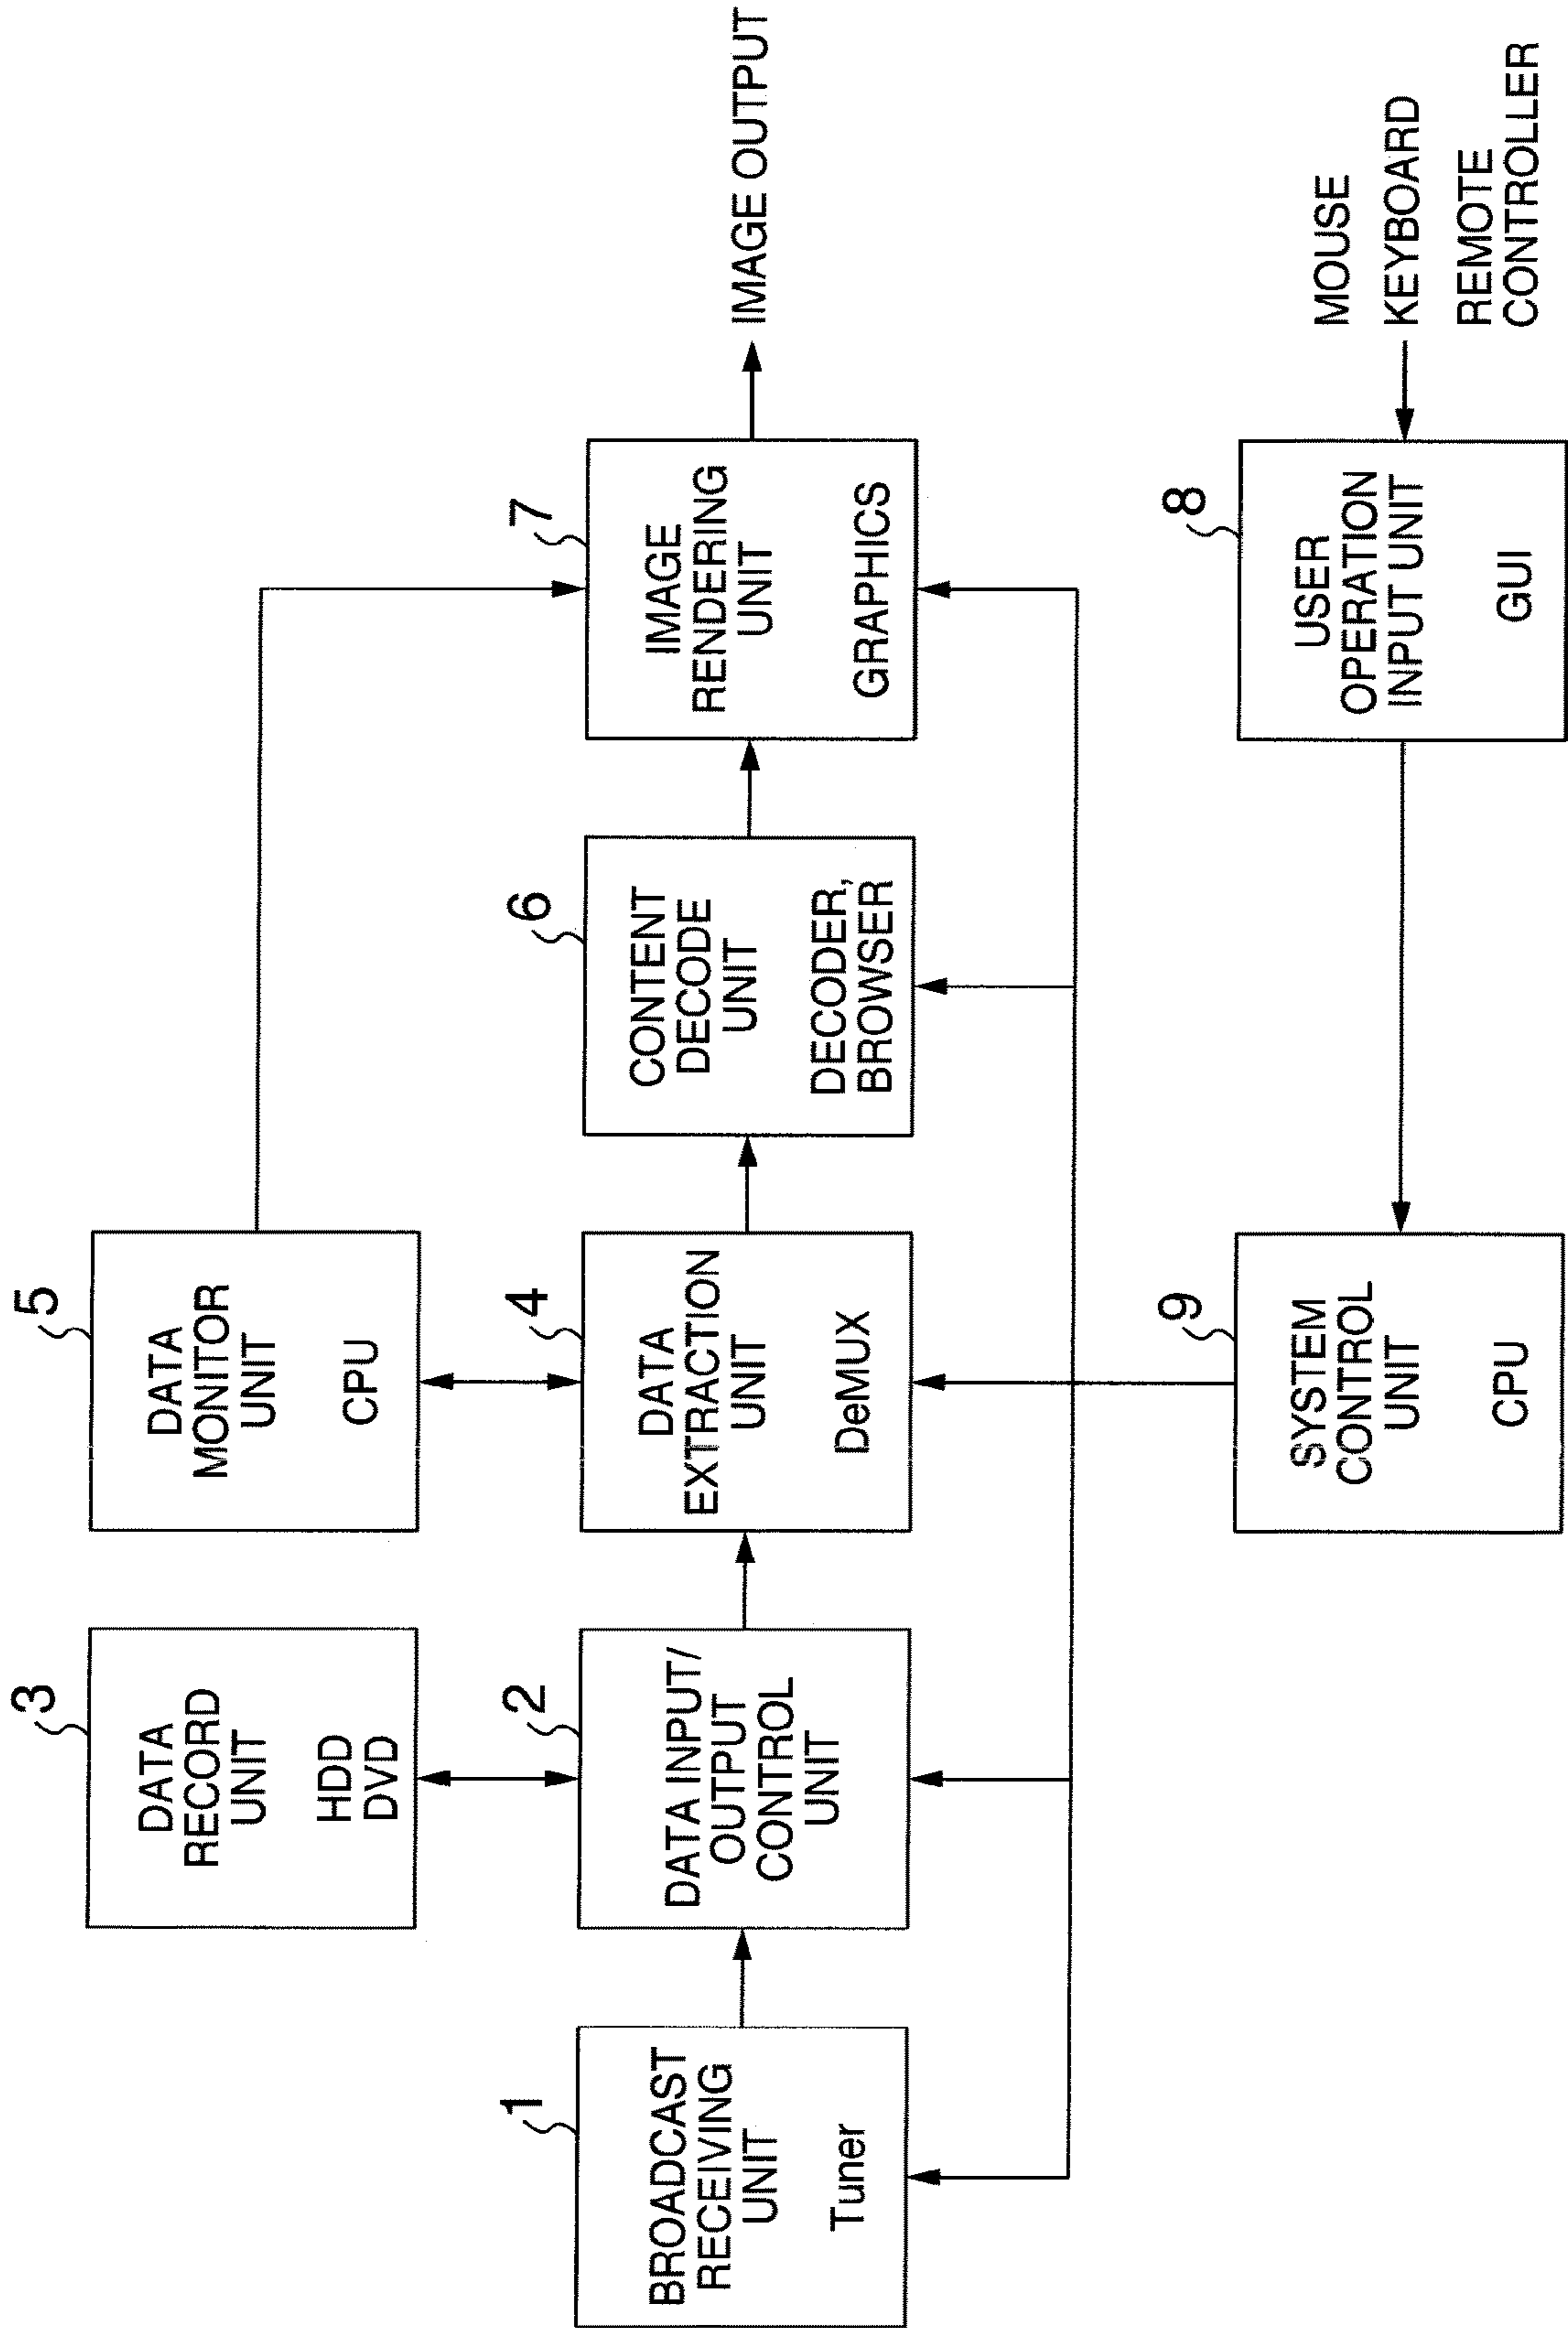 3
DATA
RECORD
UNIT
HDD
DVD
5
DATA
MONITOR
UNIT
CPU
1
BROADCAST
RECEIVING
UNIT
Tuner
2
DATA INPUT/
OUTPUT
CONTROL
UNIT
4
DATA
EXTRACTION
UNIT
DeMUX
6
CONTENT
DECODE
UNIT
DECODER,
BROWSER
7
IMAGE
RENDERING
UNIT
GRAPHICS
IMAGE OUTPUT
9
SYSTEM
CONTROL
UNIT
CPU
8
USER
OPERATION
INPUT UNIT
GUI
MOUSE
KEYBOARD
REMOTE
CONTROLLER